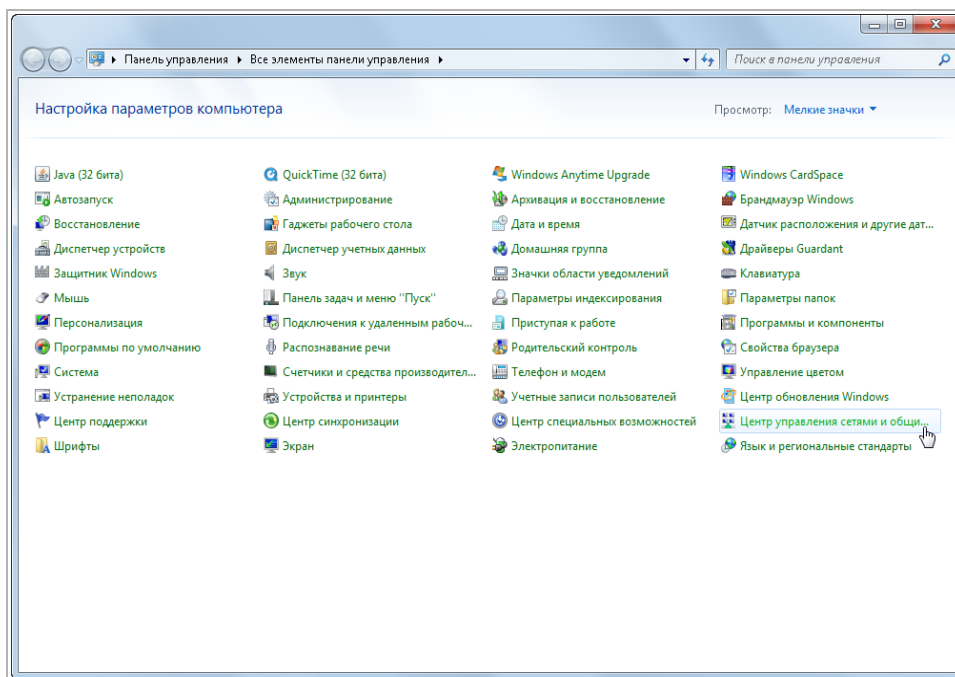 Панель управления ▸ Все элементы панели управления ▸ Поиск в панели управления
Настройка параметров компьютера Просмотр: Мелкие значки
Java (32 бита) QuickTime (32 бита) Windows Anytime Upgrade Windows CardSpace
Автозапуск Администрирование Архивация и восстановление Брандмауэр Windows
Восстановление Гаджеты рабочего стола Дата и время Датчик расположения и другие дат...
Диспетчер устройств Диспетчер учетных данных Домашняя группа Драйверы Guardant
Защитник Windows Звук Значки области уведомлений Клавиатура
Мышь Панель задач и меню "Пуск" Параметры индексирования Параметры папок
Персонализация Подключения к удаленным рабоч... Приступая к работе Программы и компоненты
Программы по умолчанию Распознавание речи Родительский контроль Свойства браузера
Система Счетчики и средства производител... Телефон и модем Управление цветом
Устранение неполадок Устройства и принтеры Учетные записи пользователей Центр обновления Windows
Центр поддержки Центр синхронизации Центр специальных возможностей Центр управления сетями и общи...
Шрифты Экран Электропитание Язык и региональные стандарты